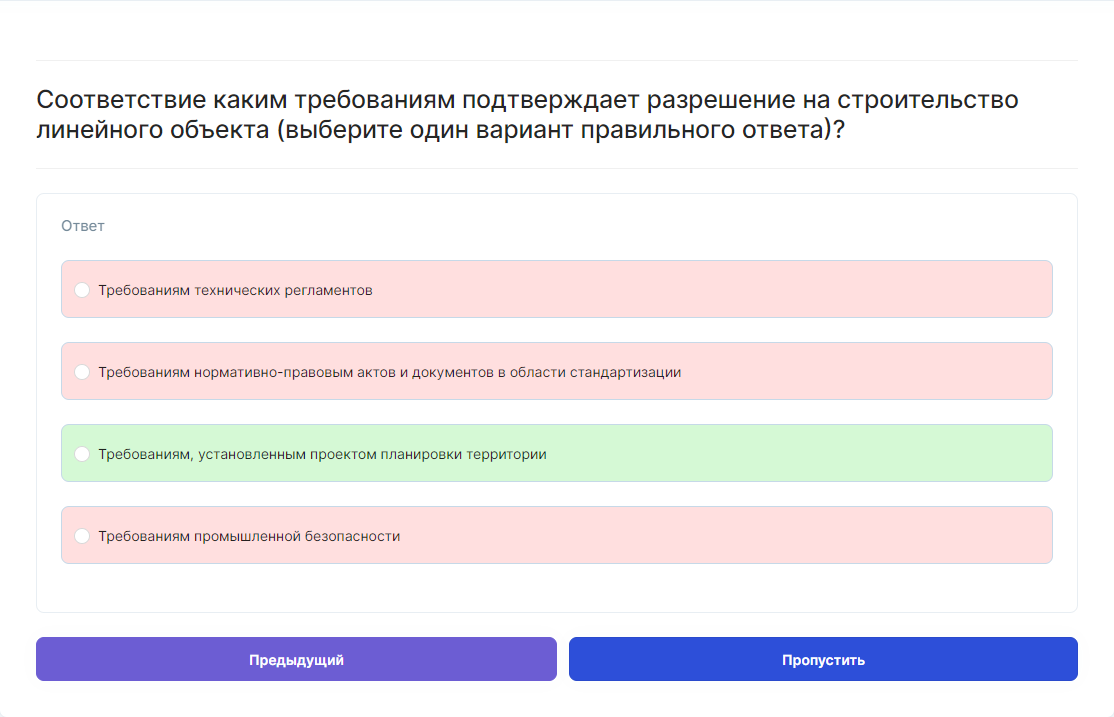 Соответствие каким требованиям подтверждает разрешение на строительство
линейного объекта (выберите один вариант правильного ответа)?
Ответ
Требованиям технических регламентов
Требованиям нормативно-правовым актов и документов в области стандартизации
Требованиям, установленным проектом планировки территории
Требованиям промышленной безопасности
Предыдущий
Пропустить